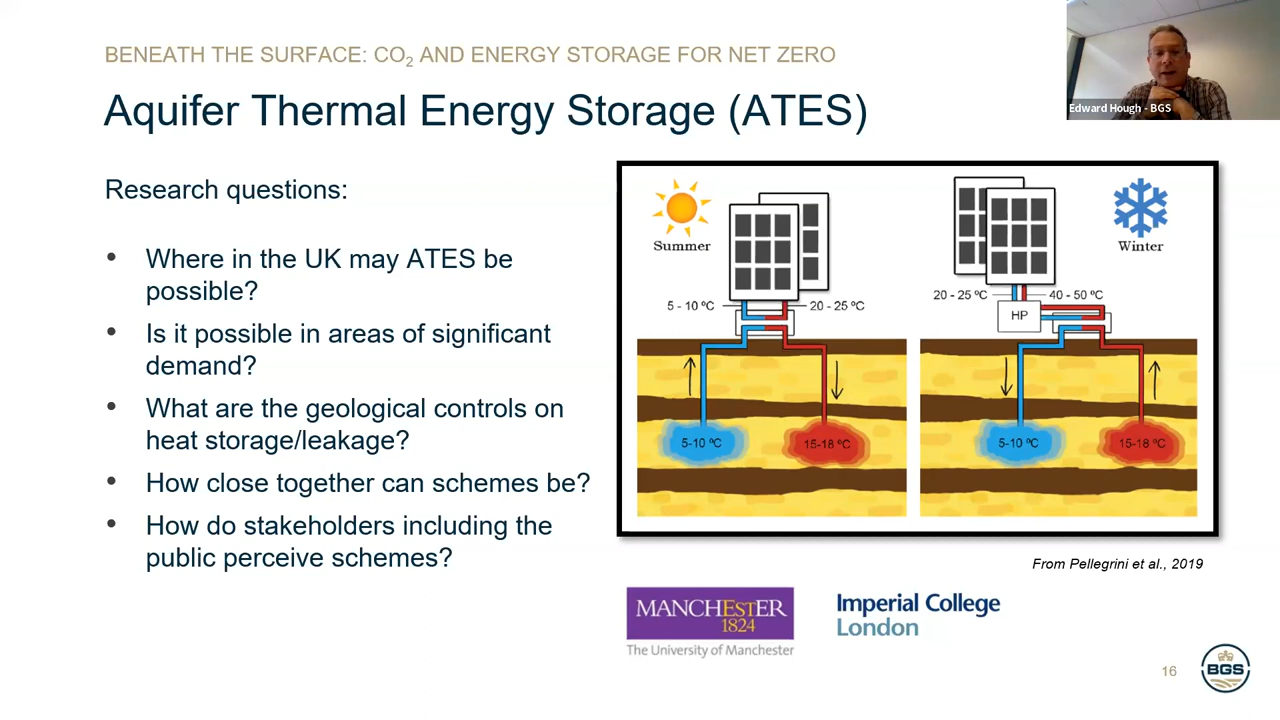 BENEATH THE SURFACE: CO₂ AND ENERGY STORAGE FOR NET ZERO
Edward Hough - BGS
Aquifer Thermal Energy Storage (ATES)
Research questions:
• Where in the UK may ATES be
possible?
• Is it possible in areas of significant
demand?
• What are the geological controls on
heat storage/leakage?
• How close together can schemes be?
• How do stakeholders including the
public perceive schemes?
Summer
5 - 10 ºC
20 - 25 ºC
5-10 ºC
15-18 ºC
Winter
20 - 25 ºC
40 - 50 ºC
HP
5-10 ºC
15-18 ºC
From Pellegrini et al., 2019
MANCHESTER
1824
The University of Manchester
Imperial College
London
16
BGS